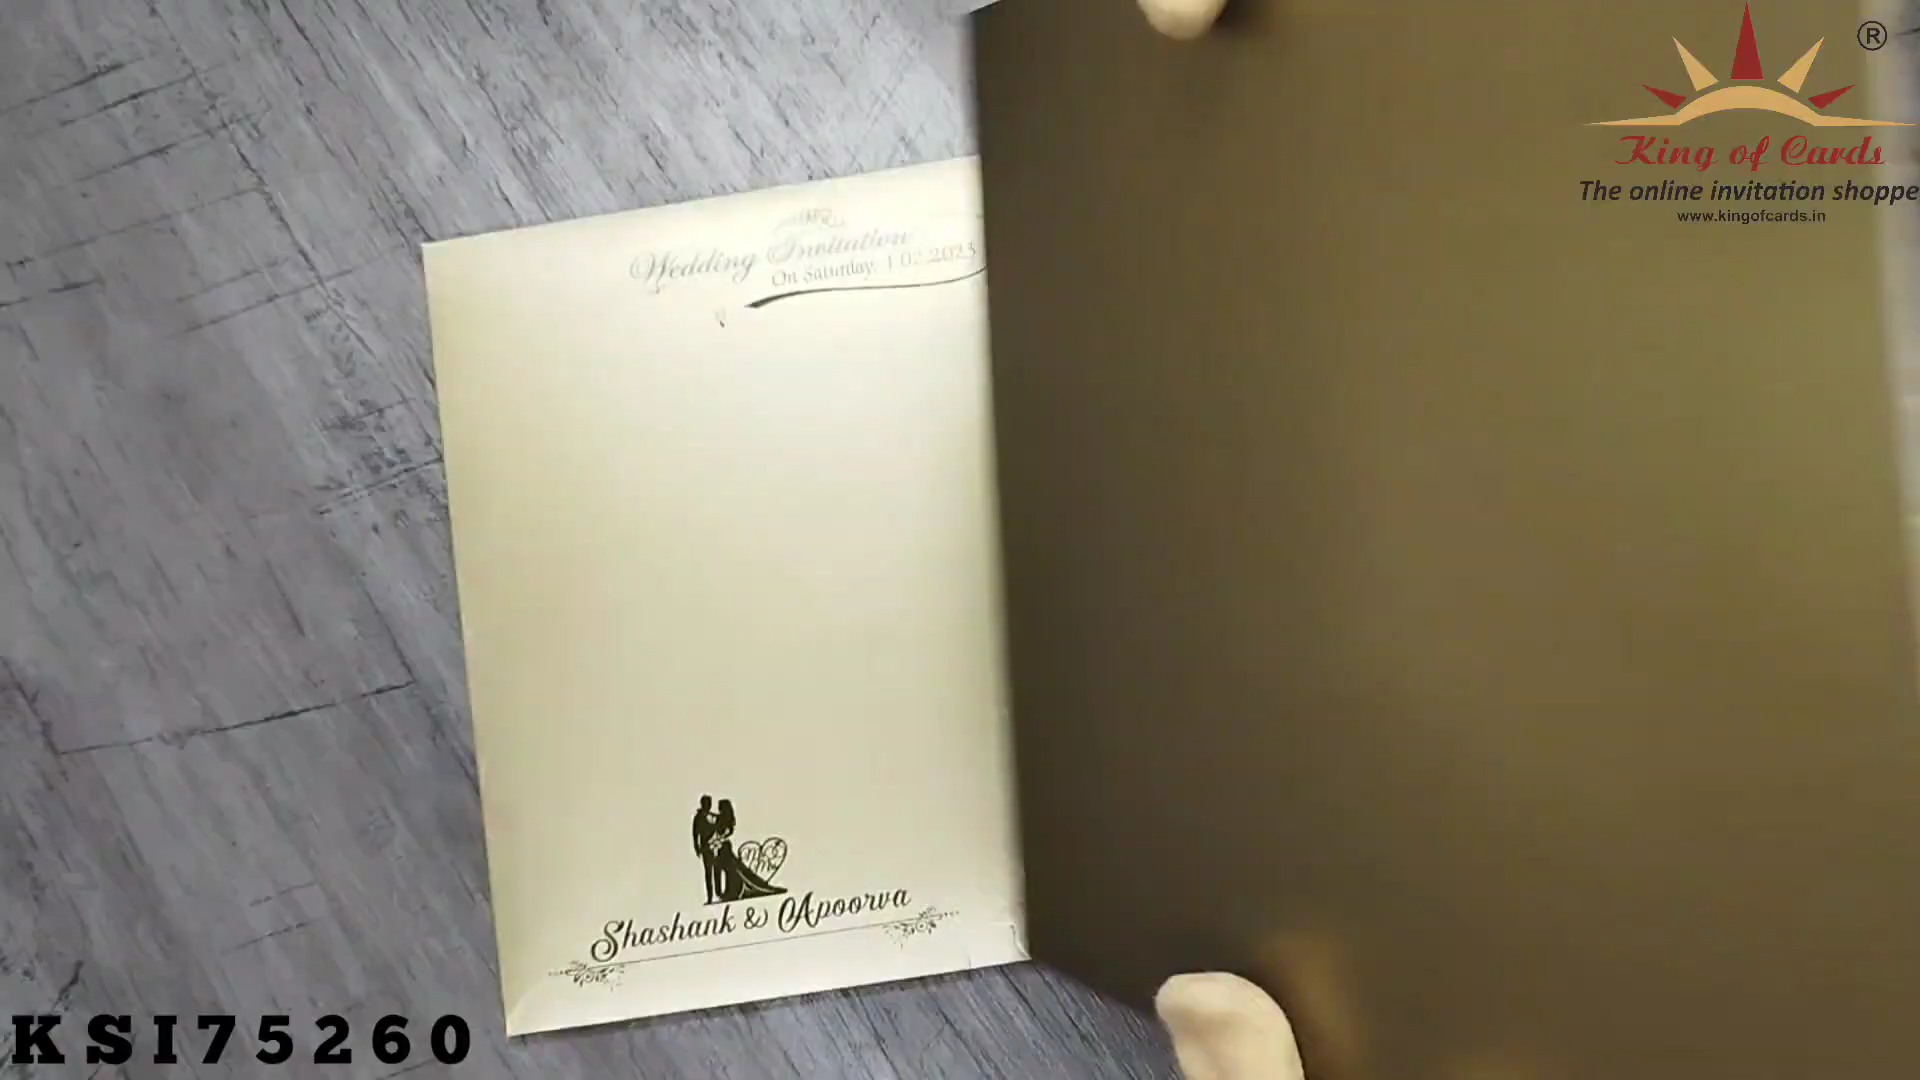 ®
King of Cards
The online invitation shoppe
www.kingofcards.in
Wedding Invitation
On Saturday, 02 2023
Shashank & Apoorva
KSI75260